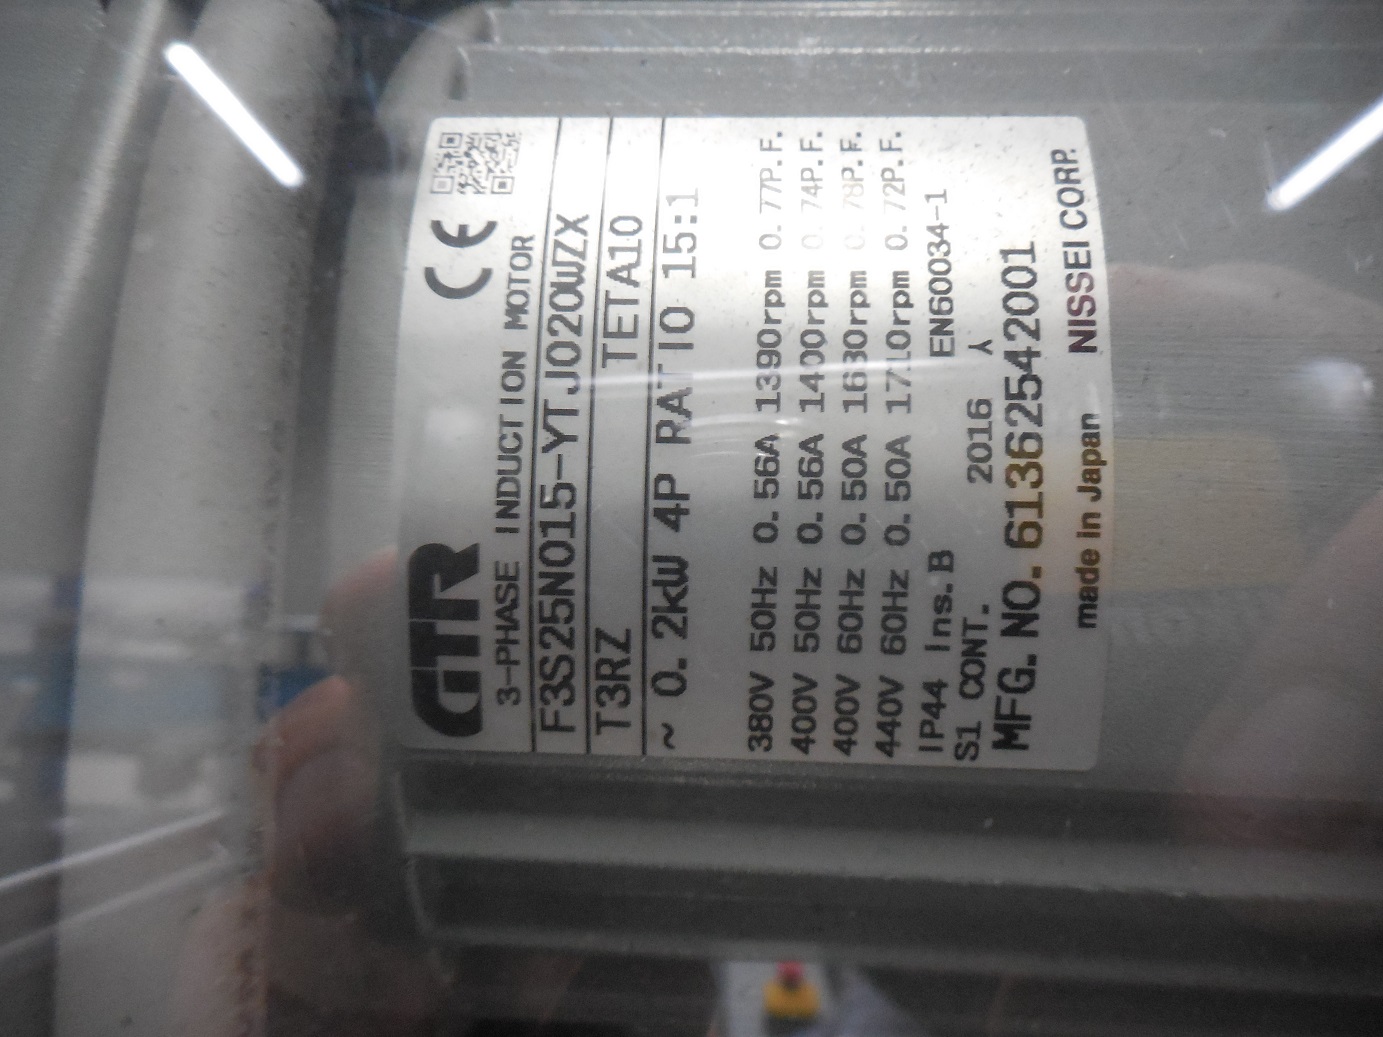 GTR CE
3-PHASE INDUCTION MOTOR
F3S25N015-YTJ020WZX
T3RZ TETA10
~ 0.2kW 4P RATIO 15:1
380V 50Hz 0.56A 1390rpm 0.77P.F.
400V 50Hz 0.56A 1400rpm 0.74P.F.
400V 60Hz 0.50A 1680rpm 0.78P.F.
440V 60Hz 0.50A 1710rpm 0.72P.F.
IP44 Ins.B EN60034-1
S1 CONT. 2016 人
MFG.NO.61362542001
made in Japan NISSEI CORP.